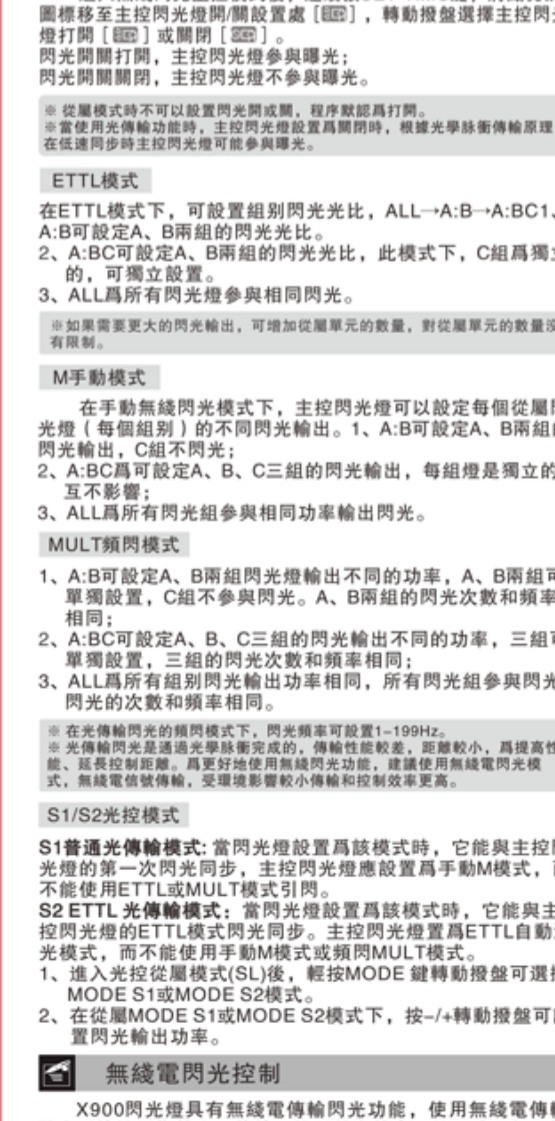 圖標移至主控閃光燈開/關設置處 [ ] ，轉動撥盤選擇主控閃
燈打開 [ ] 或關閉 [ ] 。
閃光開關打開，主控閃光燈參與曝光；
閃光開關關閉，主控閃光燈不參與曝光。
※ 從屬模式時不可以設置閃光開或關，程序默認爲打開。
※當使用光傳輸功能時，主控閃光燈設置爲關閉時，根據光學脉衝傳輸原理
在低速同步時主控閃光燈可能參與曝光。
ETTL模式
在ETTL模式下，可設置組别閃光光比，ALL→A:B→A:BC1、
A:B可設定A、B兩組的閃光光比。
2、A:BC可設定A、B兩組的閃光光比，此模式下，C組爲獨
的，可獨立設置。
3、ALL爲所有閃光燈參與相同閃光。
※如果需要更大的閃光輸出，可增加從屬單元的數量，對從屬單元的數量
有限制。
M手動模式
在手動無綫閃光模式下，主控閃光燈可以設定每個從屬
光燈（每個組别）的不同閃光輸出。1、A:B可設定A、B兩組
閃光輸出，C組不閃光；
2、A:BC爲可設定A、B、C三組的閃光輸出，每組燈是獨立的
互不影響；
3、ALL爲所有閃光組參與相同功率輸出閃光。
MULT頻閃模式
1、A:B可設定A、B兩組閃光燈輸出不同的功率，A、B兩組可
單獨設置，C組不參與閃光。A、B兩組的閃光次數和頻率
相同；
2、A:BC可設定A、B、C三組的閃光輸出不同的功率，三組可
單獨設置，三組的閃光次數和頻率相同；
3、ALL爲所有組别閃光輸出功率相同，所有閃光組參與閃光
閃光的次數和頻率相同。
※ 在光傳輸閃光的頻閃模式下，閃光頻率可設置1–199Hz。
※ 光傳輸閃光是通過光學脉衝完成的，傳輸性能較差，距離較小，爲提高性
能、延長控制距離。爲更好地使用無綫閃光功能，建議使用無綫電閃光模
式，無綫電信號傳輸，受環境影響較小傳輸和控制效率更高。
S1/S2光控模式
S1普通光傳輸模式: 當閃光燈設置爲該模式時，它能與主控
光燈的第一次閃光同步，主控閃光燈應設置爲手動M模式，
不能使用ETTL或MULT模式引閃。
S2 ETTL 光傳輸模式：當閃光燈設置爲該模式時，它能與主
控閃光燈的ETTL模式閃光同步。主控閃光燈置爲ETTL自動
光模式，而不能使用手動M模式或頻閃MULT模式。
1、進入光控從屬模式(SL)後，輕按MODE 鍵轉動撥盤可選
MODE S1或MODE S2模式。
2、在從屬MODE S1或MODE S2模式下，按–/+轉動撥盤可
置閃光輸出功率。
無綫電閃光控制
X900閃光燈具有無綫電傳輸閃光功能，使用無綫電傳